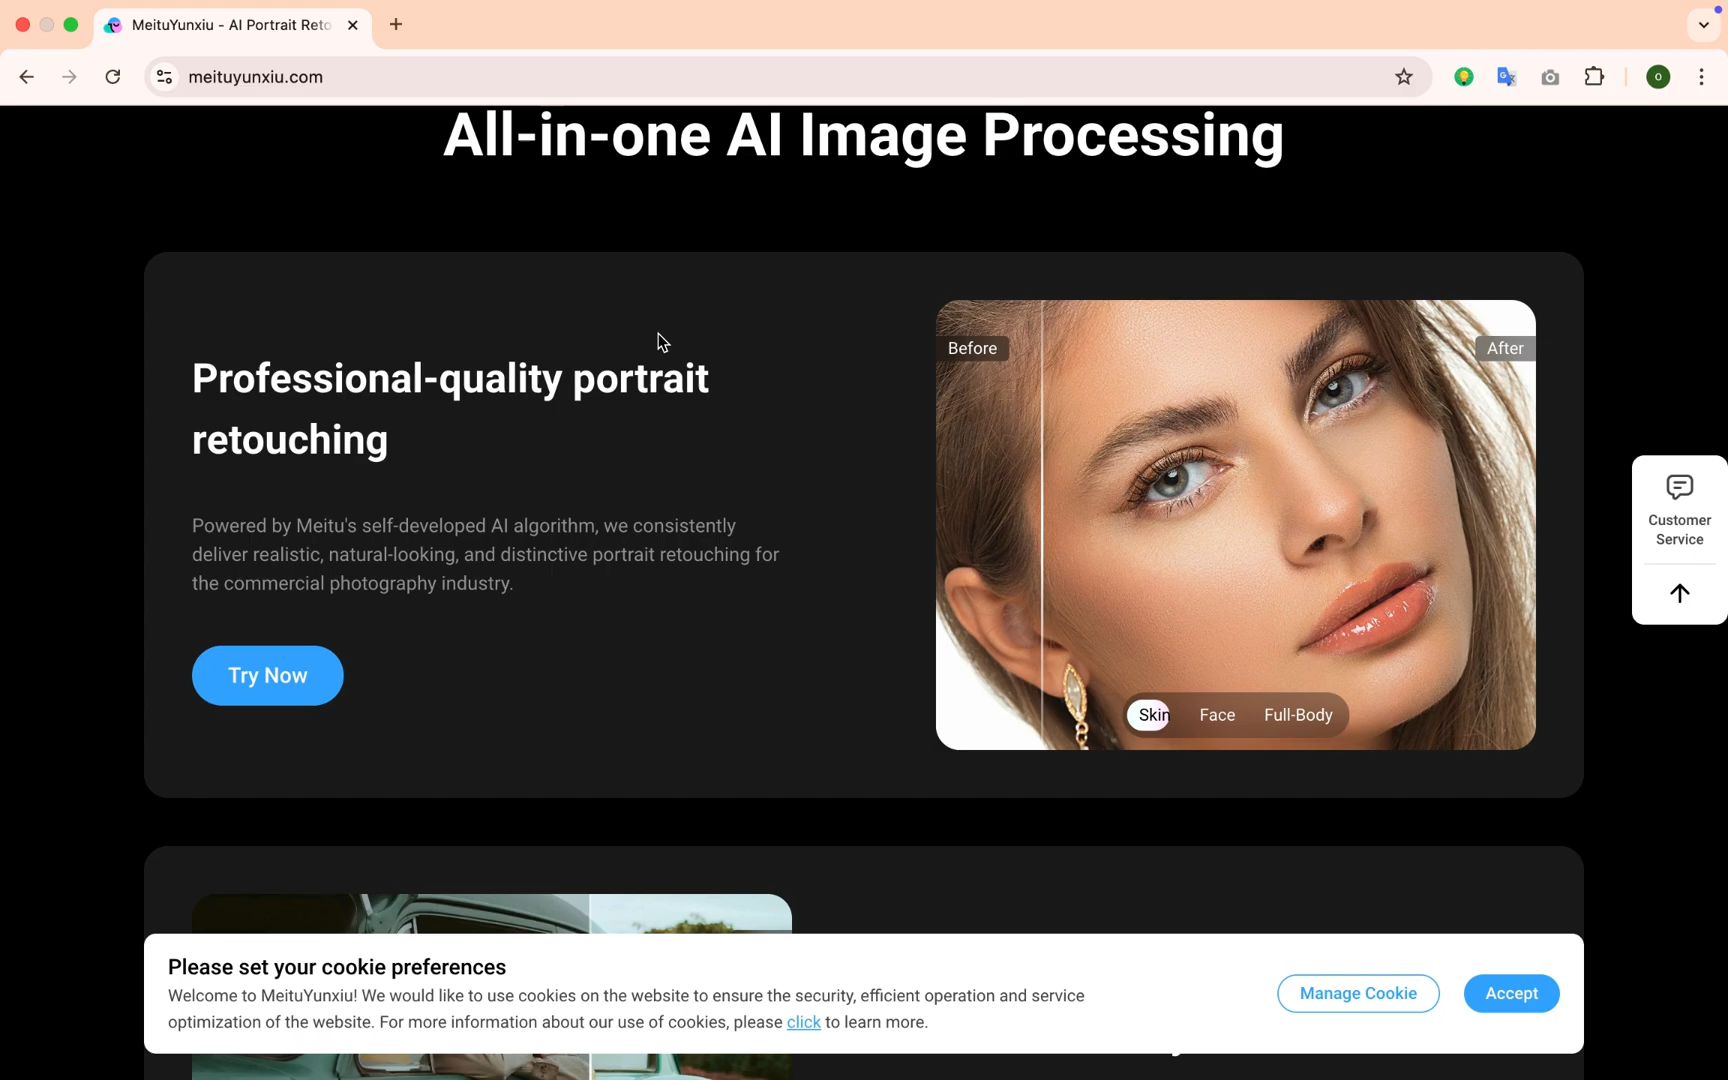 MeituYunxiu - AI Portrait Reto
meituyunxiu.com
O
All-in-one AI Image Processing
Professional-quality portrait
retouching
Powered by Meitu's self-developed AI algorithm, we consistently
deliver realistic, natural-looking, and distinctive portrait retouching for
the commercial photography industry.
Try Now
Before
After
Skin
Face
Full-Body
Customer
Service
Please set your cookie preferences
Welcome to MeituYunxiu! We would like to use cookies on the website to ensure the security, efficient operation and service
optimization of the website. For more information about our use of cookies, please click to learn more.
Manage Cookie
Accept